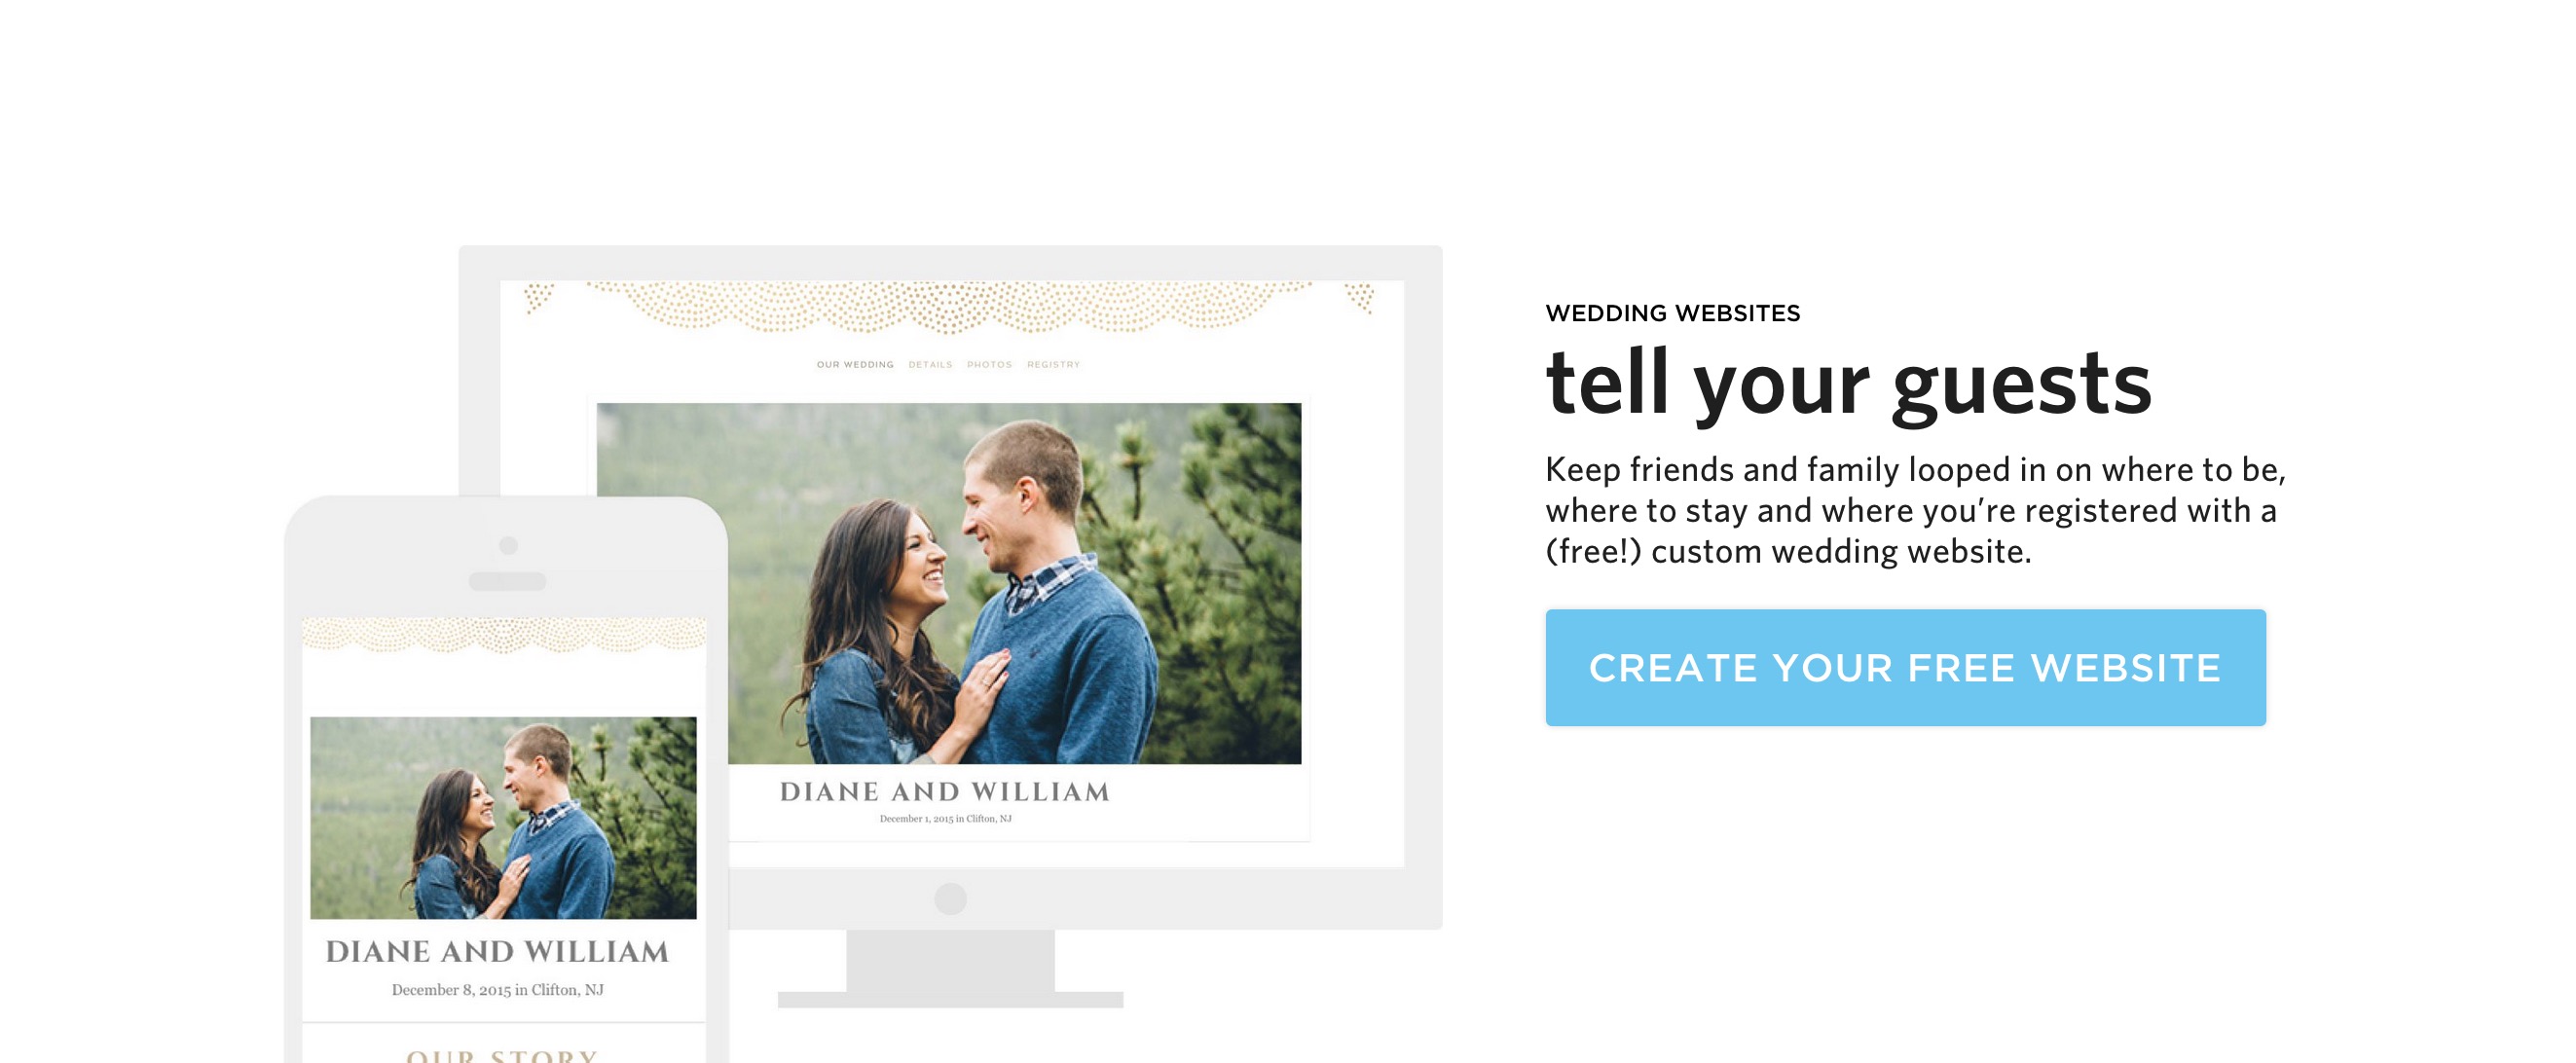 OUR WEDDING DETAILS PHOTOS REGISTRY
DIANE AND WILLIAM
December 1, 2015 in Clifton, NJ
DIANE AND WILLIAM
December 8, 2015 in Clifton, NJ
OUR STORY
WEDDING WEBSITES
tell your guests
Keep friends and family looped in on where to be,
where to stay and where you’re registered with a
(free!) custom wedding website.
CREATE YOUR FREE WEBSITE